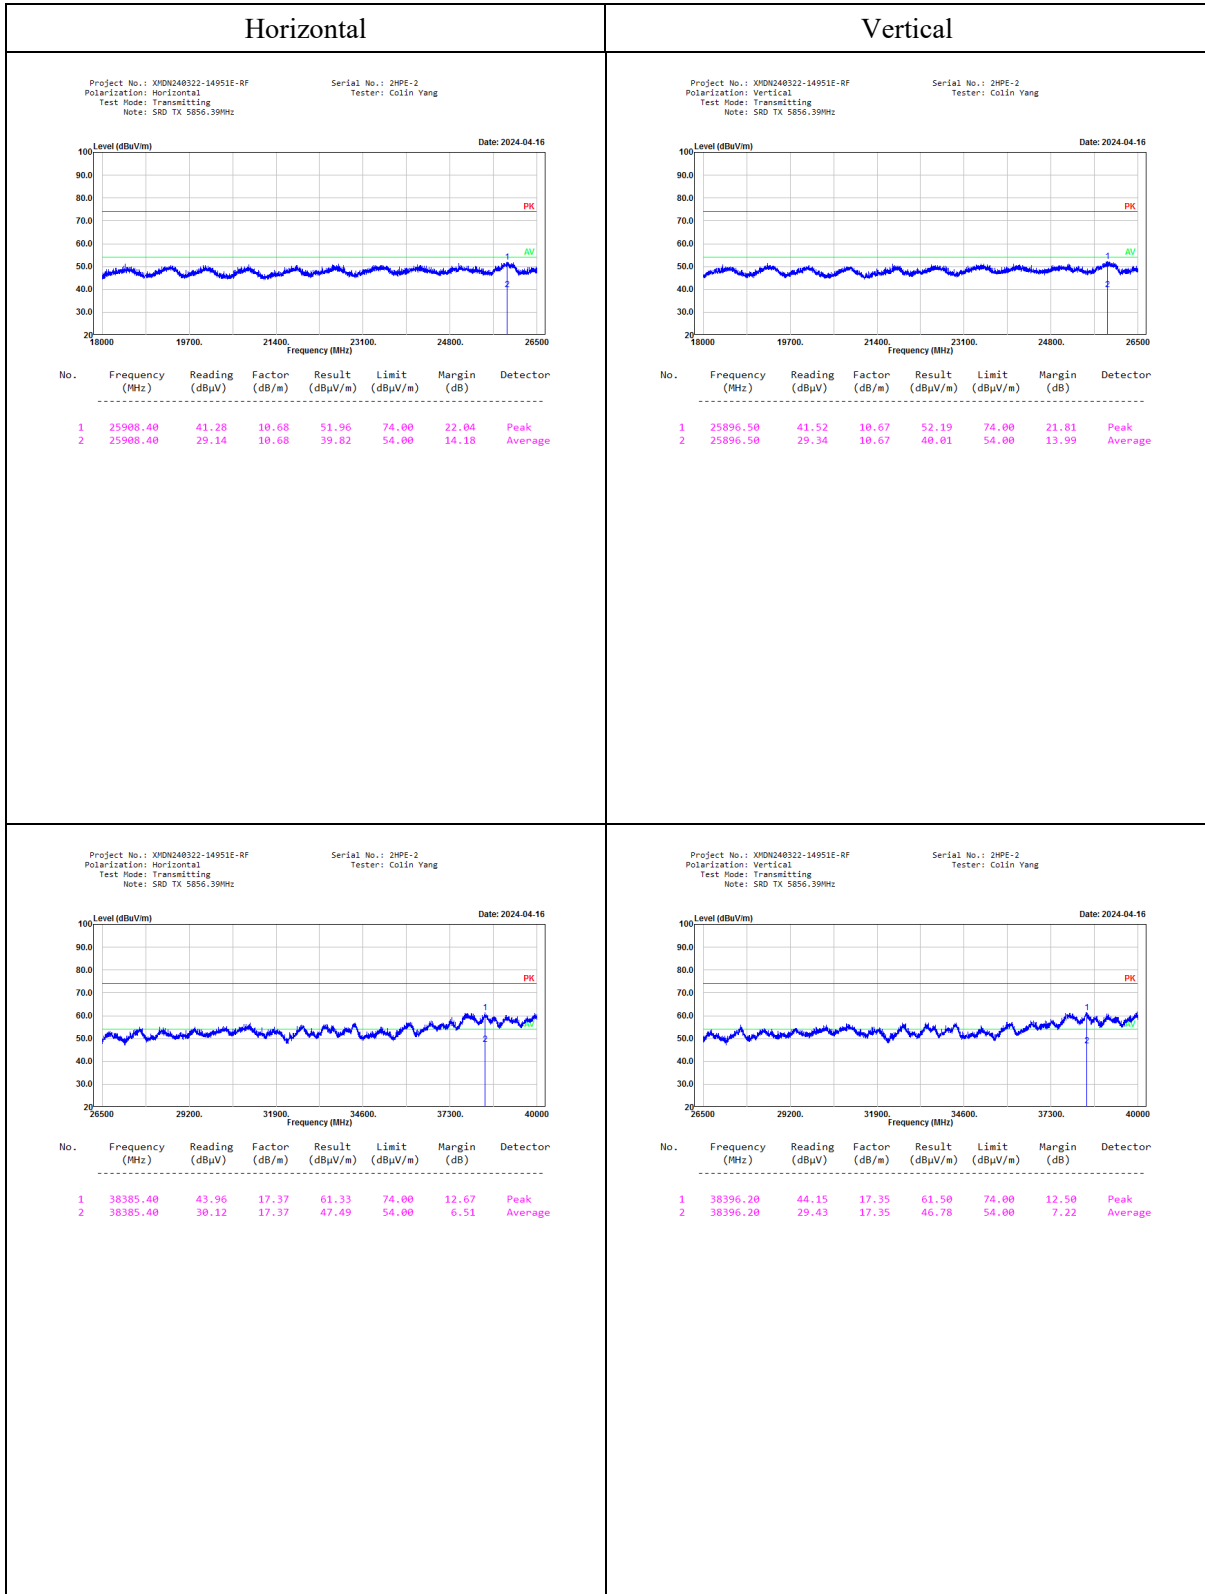 Horizontal
Vertical
Project No.: XMDN240322-14951E-RF Serial No.: 2HPE-2
Polarization: Horizontal Tester: Colin Yang
Test Mode: Transmitting
Note: SRD TX 5856.39MHz
Level (dBuV/m) Date: 2024-04-16
100
90.0
80.0
PK
70.0
60.0
AV
1
50.0
2
40.0
30.0
20
18000 19700. 21400. 23100. 24800. 26500
Frequency (MHz)
No. Frequency Reading Factor Result Limit Margin Detector
(MHz) (dBμV) (dB/m) (dBμV/m) (dBμV/m) (dB)
1 25908.40 41.28 10.68 51.96 74.00 22.04 Peak
2 25908.40 29.14 10.68 39.82 54.00 14.18 Average
Project No.: XMDN240322-14951E-RF Serial No.: 2HPE-2
Polarization: Vertical Tester: Colin Yang
Test Mode: Transmitting
Note: SRD TX 5856.39MHz
Level (dBuV/m) Date: 2024-04-16
100
90.0
80.0
PK
70.0
60.0
AV
1
50.0
2
40.0
30.0
20
18000 19700. 21400. 23100. 24800. 26500
Frequency (MHz)
No. Frequency Reading Factor Result Limit Margin Detector
(MHz) (dBμV) (dB/m) (dBμV/m) (dBμV/m) (dB)
1 25896.50 41.52 10.67 52.19 74.00 21.81 Peak
2 25896.50 29.34 10.67 40.01 54.00 13.99 Average
Project No.: XMDN240322-14951E-RF Serial No.: 2HPE-2
Polarization: Horizontal Tester: Colin Yang
Test Mode: Transmitting
Note: SRD TX 5856.39MHz
Level (dBuV/m) Date: 2024-04-16
100
90.0
80.0
PK
70.0
1
60.0
AV
50.0
2
40.0
30.0
20
26500 29200. 31900. 34600. 37300. 40000
Frequency (MHz)
No. Frequency Reading Factor Result Limit Margin Detector
(MHz) (dBμV) (dB/m) (dBμV/m) (dBμV/m) (dB)
1 38385.40 43.96 17.37 61.33 74.00 12.67 Peak
2 38385.40 30.12 17.37 47.49 54.00 6.51 Average
Project No.: XMDN240322-14951E-RF Serial No.: 2HPE-2
Polarization: Vertical Tester: Colin Yang
Test Mode: Transmitting
Note: SRD TX 5856.39MHz
Level (dBuV/m) Date: 2024-04-16
100
90.0
80.0
PK
70.0
1
60.0
AV
50.0
2
40.0
30.0
20
26500 29200. 31900. 34600. 37300. 40000
Frequency (MHz)
No. Frequency Reading Factor Result Limit Margin Detector
(MHz) (dBμV) (dB/m) (dBμV/m) (dBμV/m) (dB)
1 38396.20 44.15 17.35 61.50 74.00 12.50 Peak
2 38396.20 29.43 17.35 46.78 54.00 7.22 Average